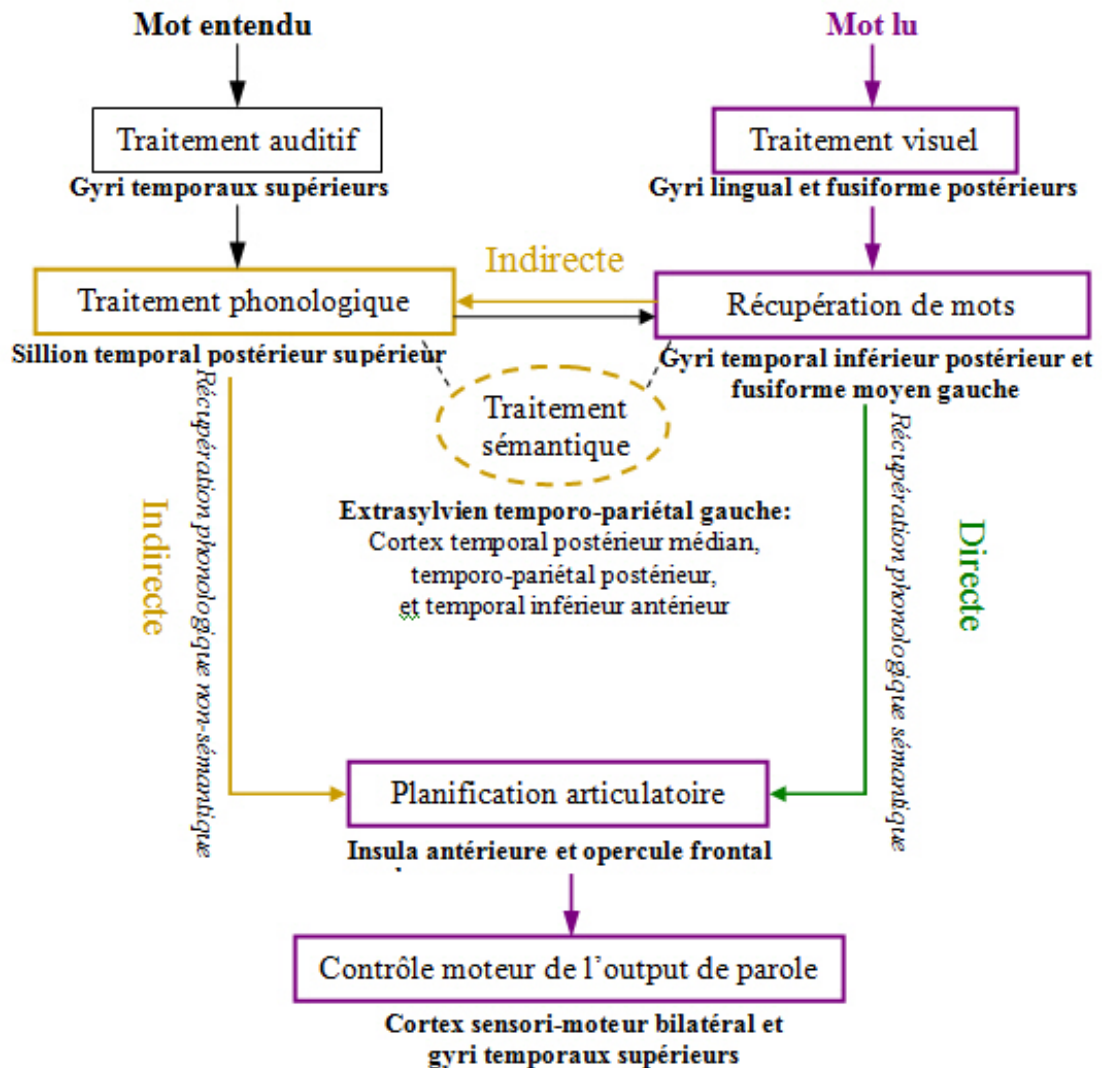 Mot entendu
Mot lu
Traitement auditif
Traitement visuel
Gyri temporaux supérieurs
Gyri lingual et fusiforme postérieurs
Indirecte
Traitement phonologique
Récupération de mots
Sillion temporal postérieur supérieur
Gyri temporal inférieur postérieur et
fusiforme moyen gauche
Traitement
sémantique
Extrasylvien temporo-pariétal gauche:
Cortex temporal postérieur médian,
temporo-pariétal postérieur,
et temporal inférieur antérieur
Indirecte
Récupération phonologique non-sémantique
Récupération phonologique sémantique
Directe
Planification articulatoire
Insula antérieure et opercule frontal
Contrôle moteur de l'output de parole
Cortex sensori-moteur bilatéral et
gyri temporaux supérieurs